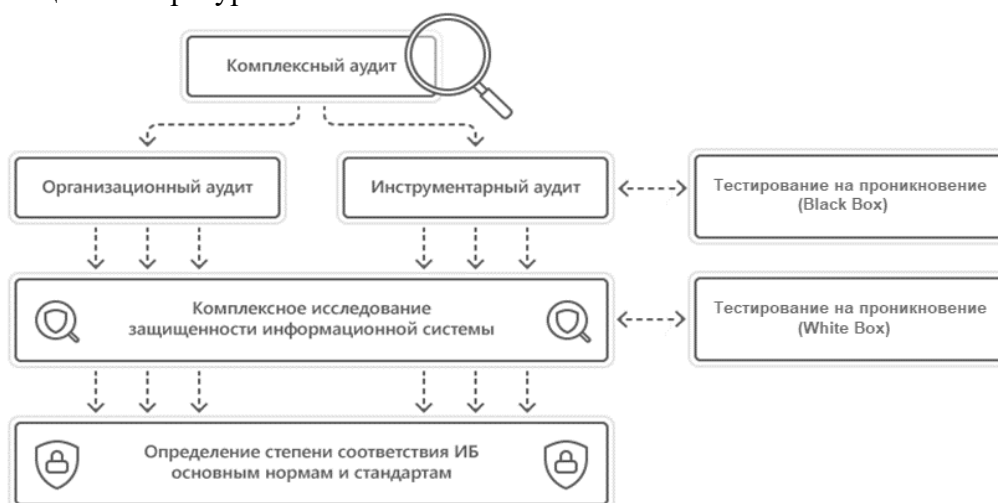 Комплексный аудит
Организационный аудит
Инструментарный аудит
Тестирование на проникновение
(Black Box)
Комплексное исследование
защищенности информационной системы
Тестирование на проникновение
(White Box)
Определение степени соответствия ИБ
основным нормам и стандартам